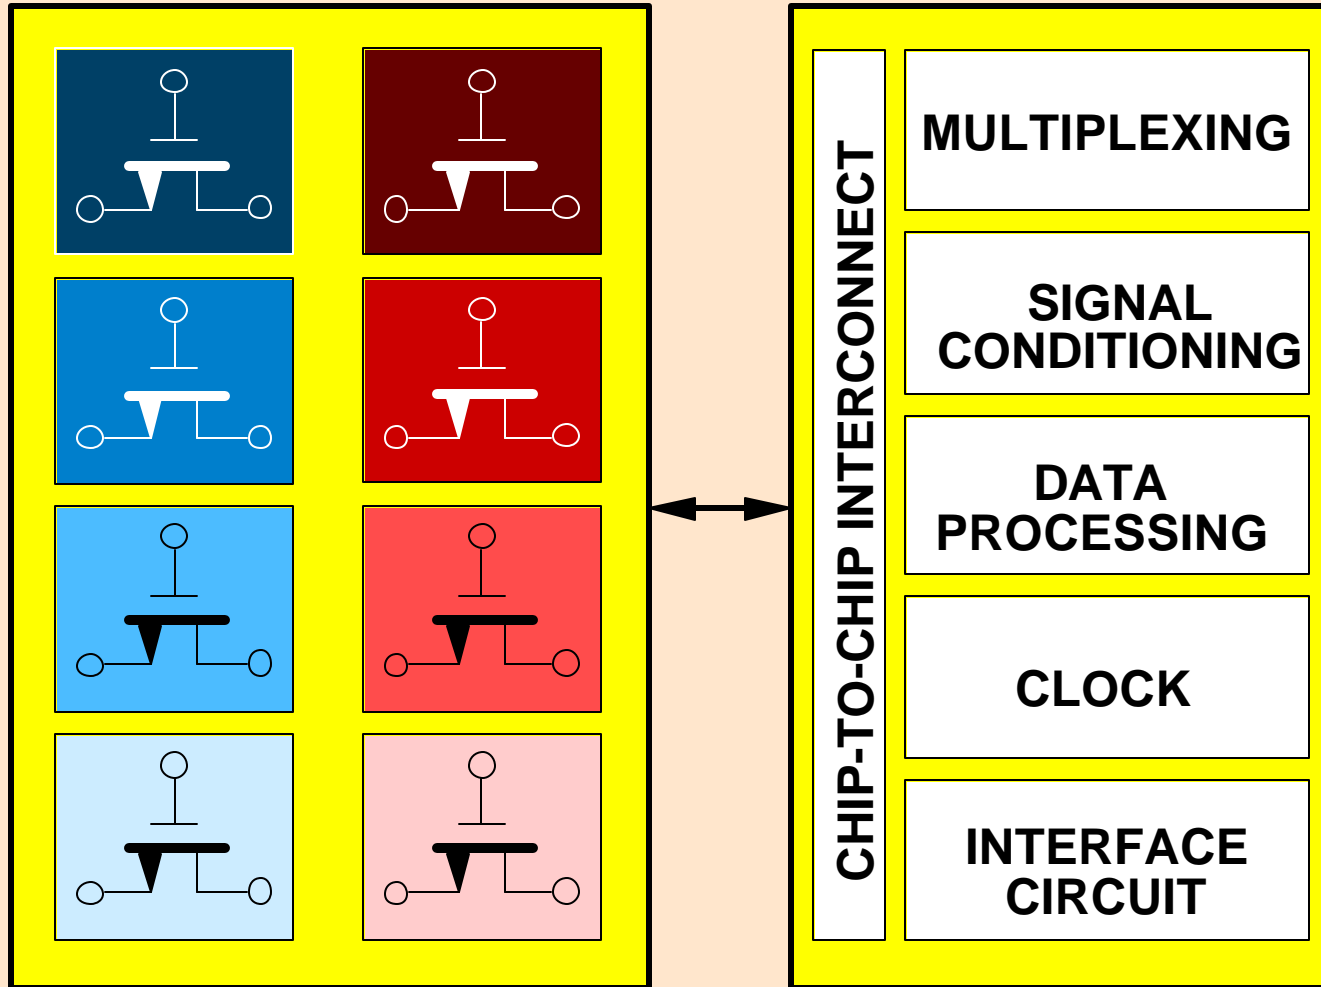 CHIP-TO-CHIP INTERCONNECT
MULTIPLEXING
SIGNAL
CONDITIONING
DATA
PROCESSING
CLOCK
INTERFACE
CIRCUIT